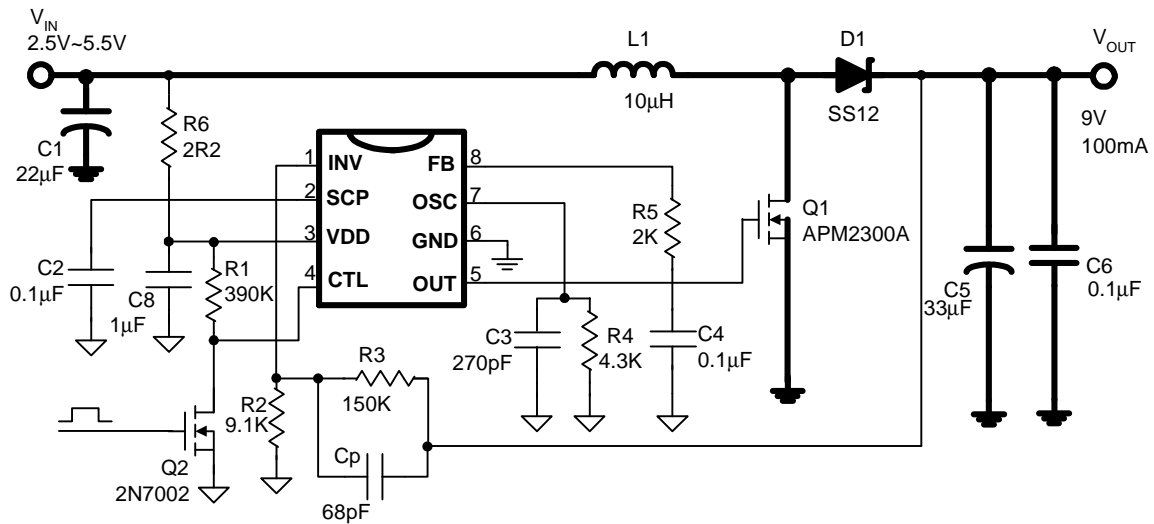 VIN
2.5V~5.5V
L1
10μH
D1
SS12
VOUT
9V
100mA
C1
22μF
R6
2R2
1
INV
2
SCP
3
VDD
4
CTL
FB
8
OSC
7
GND
6
OUT
5
R5
2K
Q1
APM2300A
C2
0.1μF
C8
1μF
R1
390K
C3
270pF
R4
4.3K
C4
0.1μF
C5
33μF
C6
0.1μF
R3
150K
R2
9.1K
Cp
68pF
Q2
2N7002